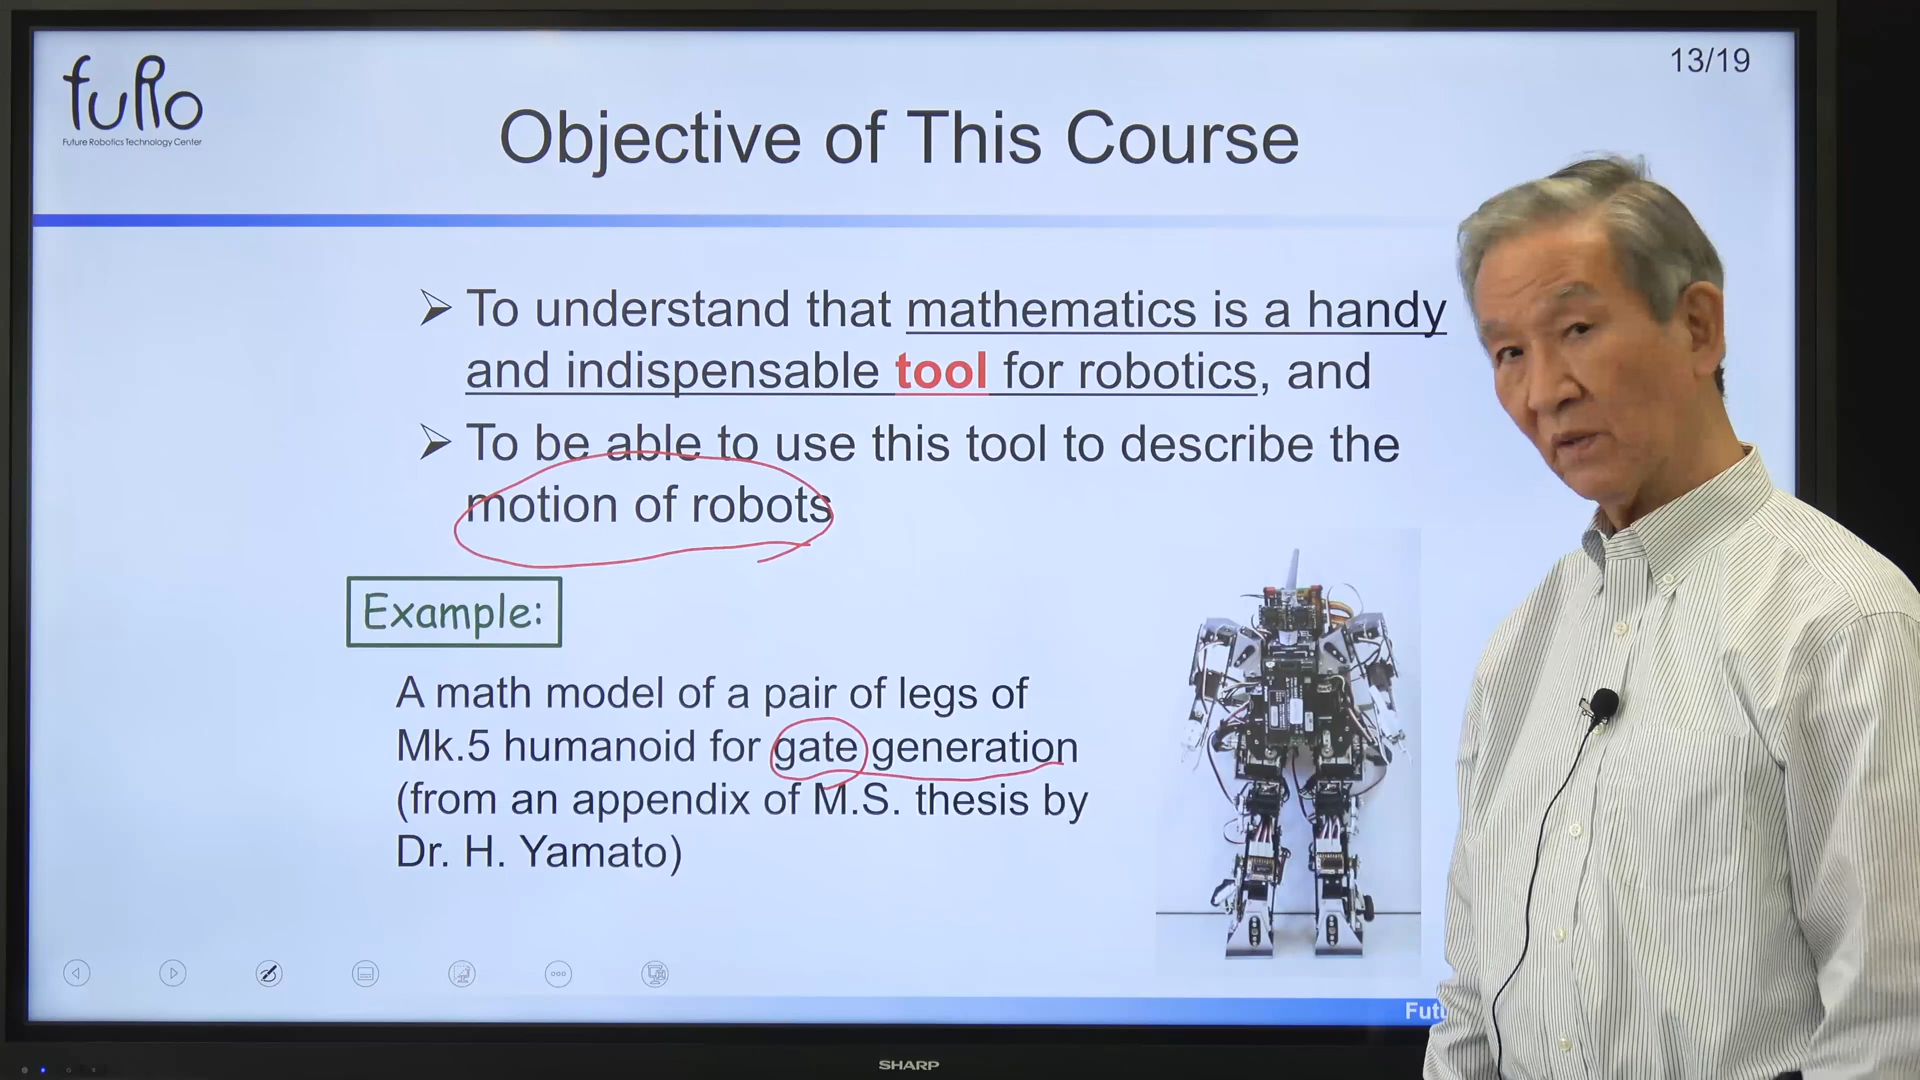 13/19
fuRo
Future Robotics Technology Center
Objective of This Course
➢ To understand that mathematics is a handy
and indispensable tool for robotics, and
➢ To be able to use this tool to describe the
motion of robots
Example:
A math model of a pair of legs of
Mk.5 humanoid for gate generation
(from an appendix of M.S. thesis by
Dr. H. Yamato)
Futu
SHARP